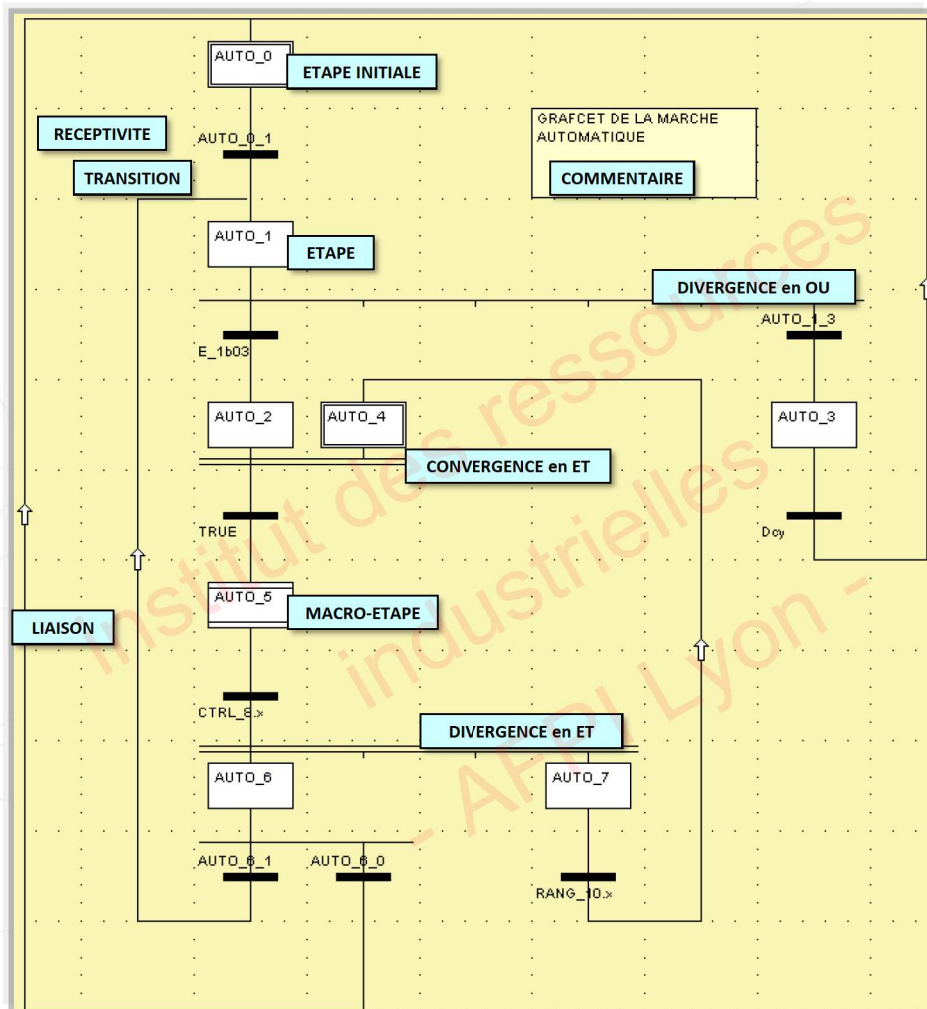 AUTO_0
ETAPE INITIALE
GRAFCET DE LA MARCHE
AUTOMATIQUE
COMMENTAIRE
RECEPTIVITE
AUTO_0_1
TRANSITION
AUTO_1
ETAPE
DIVERGENCE en OU
AUTO_1_3
E_1b03
AUTO_2
AUTO_4
AUTO_3
CONVERGENCE en ET
TRUE
Dcy
AUTO_5
MACRO-ETAPE
LIAISON
CTRL_8.x
DIVERGENCE en ET
AUTO_6
AUTO_7
AUTO_6_1
AUTO_6_0
RANG_10.x
Institut des ressources
industrielles
- AFPI Lyon -